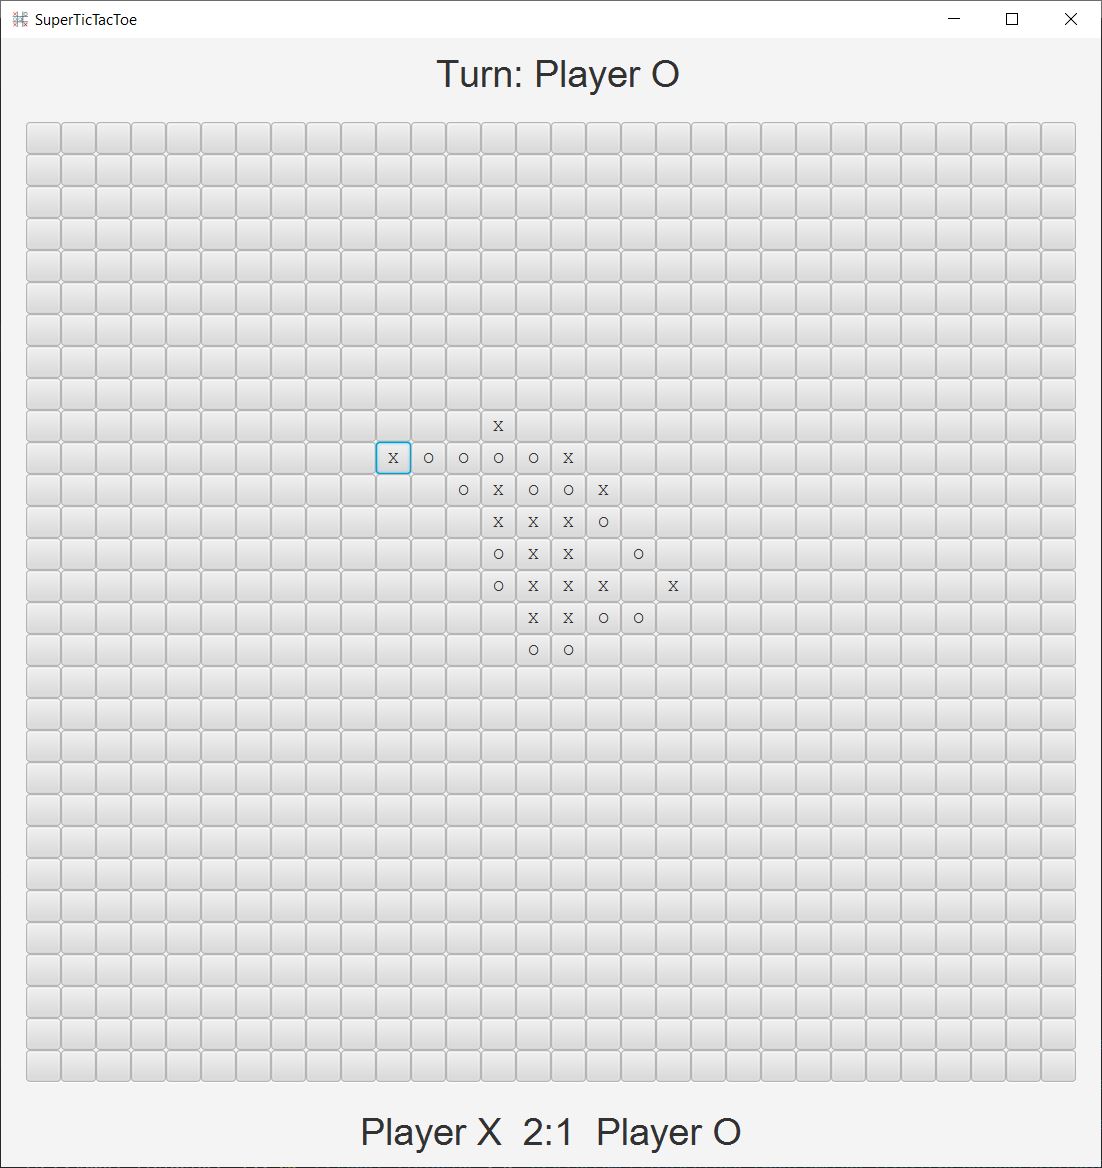 SuperTicTacToe
Turn: Player O
X
X O O O O X
O X O O X
X X X O
O X X O
O X X X X
X X O O
O O
Player X 2:1 Player O